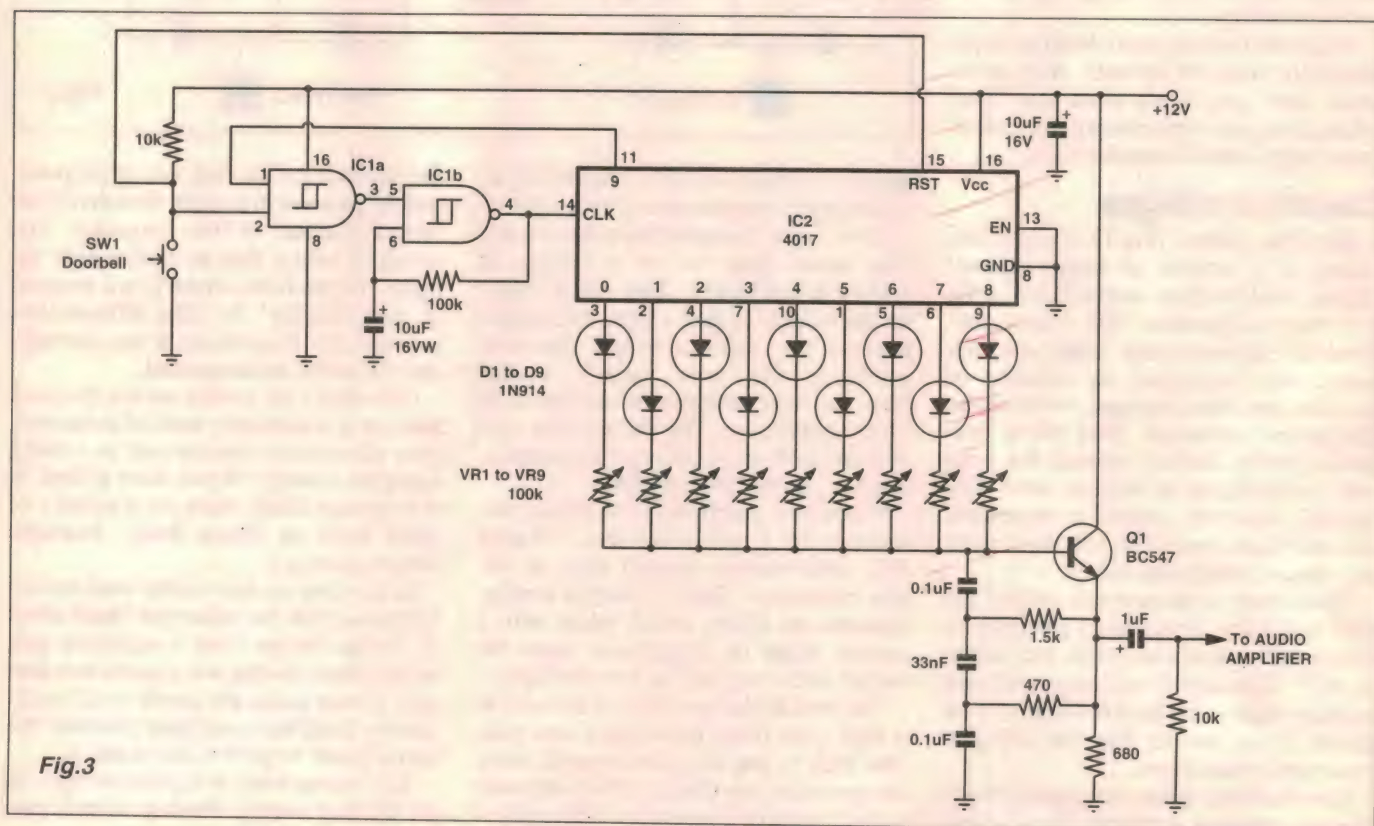 +12V
10k
10uF
16V
+
11
15
16
9
RST
Vcc
1
16
IC1a
IC1b
3
5
4
14
CLK
IC2
4017
EN
13
GND
8
2
8
6
SW1
Doorbell
100k
+
10uF
16VW
0
1
2
3
4
5
6
7
8
3
2
4
7
10
1
5
6
9
D1 to D9
1N914
VR1 to VR9
100k
Q1
BC547
0.1uF
1.5k
1uF
+
To AUDIO
AMPLIFIER
33nF
470
10k
0.1uF
680
Fig.3